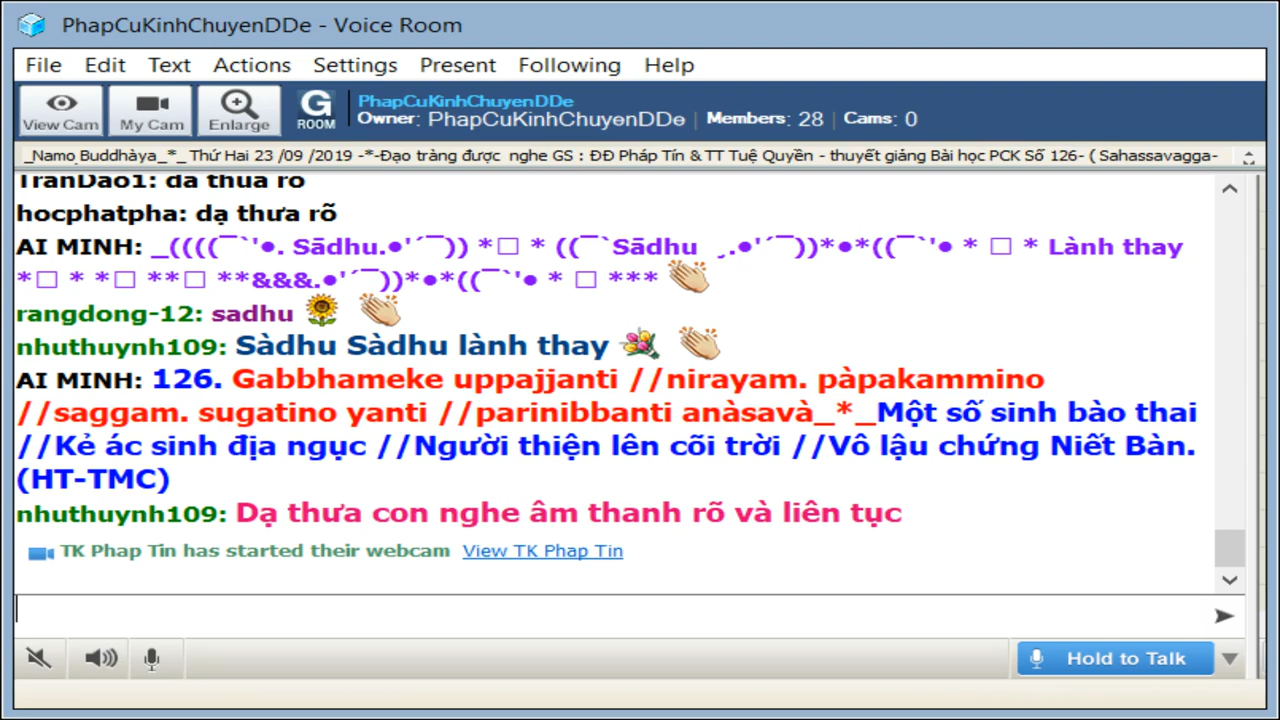 PhapCuKinhChuyenDDe - Voice Room
File Edit Text Actions Settings Present Following Help
View Cam My Cam Enlarge G ROOM PhapCuKinhChuyenDDe
Owner: PhapCuKinhChuyenDDe | Members: 28 | Cams: 0
_Namo Buddhàya_*_ Thứ Hai 23 /09 /2019 -*-Đạo tràng được nghe GS : ĐĐ Pháp Tín & TT Tuệ Quyền - thuyết giảng Bài học PCK Số 126- ( Sahassavagga-
TranDao1: da thua ro
hocphatpha: dạ thưa rõ
AI MINH: _((((¯`'●. Sādhu.●'´¯)) *□ * ((¯`Sādhu ¸.●'´¯))*●*((¯`'● * □ * Lành thay
*□ * *□ **□ **&&&.●'´¯))*●*((¯`'● * □ *** 👏
rangdong-12: sadhu 🌻 👏
nhuthuynh109: Sàdhu Sàdhu lành thay 💐 👏
AI MINH: 126. Gabbhameke uppajjanti //nirayam. pàpakammino
//saggam. sugatino yanti //parinibbanti anàsavà_*_Một số sinh bào thai
//Kẻ ác sinh địa ngục //Người thiện lên cõi trời //Vô lậu chứng Niết Bàn.
(HT-TMC)
nhuthuynh109: Dạ thưa con nghe âm thanh rõ và liên tục
TK Phap Tin has started their webcam View TK Phap Tin
Hold to Talk